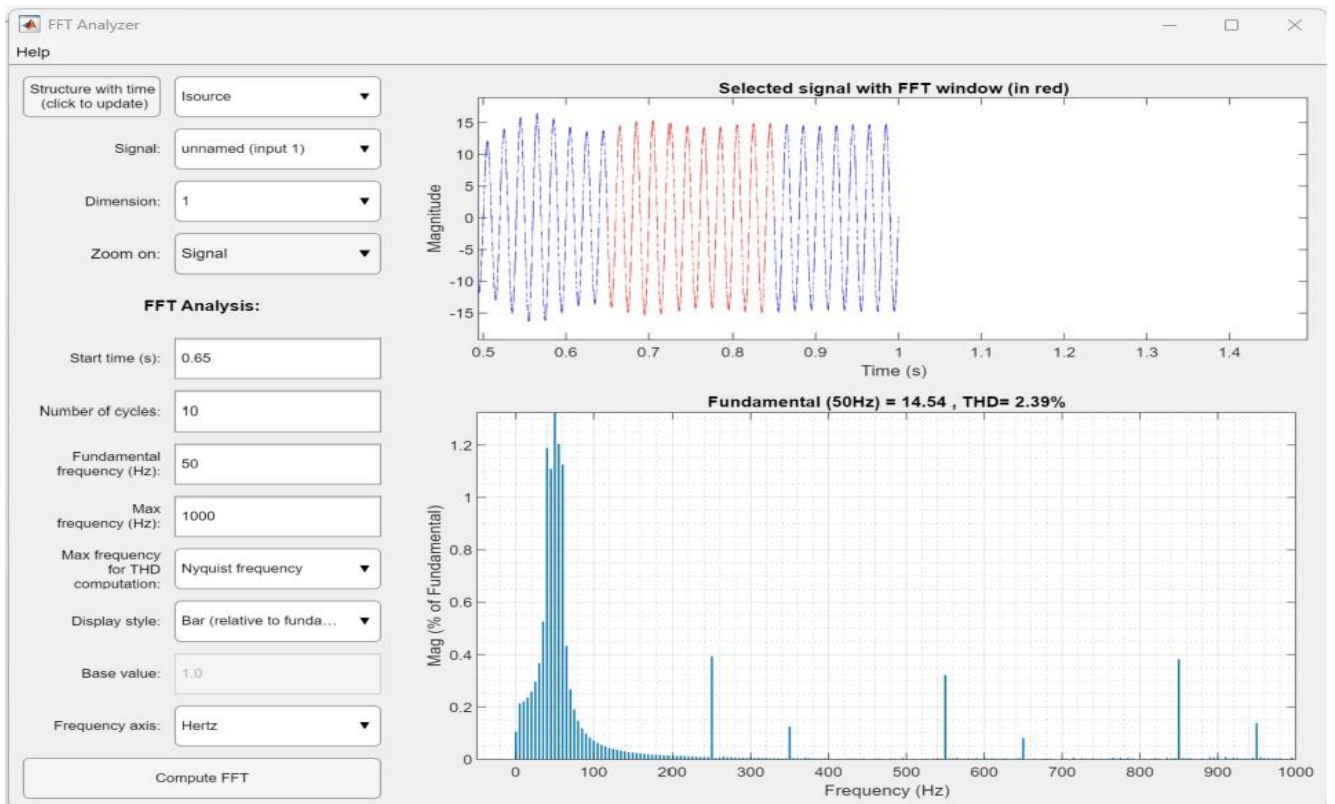 FFT Analyzer
Help
Structure with time
(click to update)
Isource
Signal:
unnamed (input 1)
Dimension:
1
Zoom on:
Signal
FFT Analysis:
Start time (s):
0.65
Number of cycles:
10
Fundamental
frequency (Hz):
50
Max
frequency (Hz):
1000
Max frequency
for THD
computation:
Nyquist frequency
Display style:
Bar (relative to funda...
Base value:
1.0
Frequency axis:
Hertz
Compute FFT
Selected signal with FFT window (in red)
Magnitude
15
10
5
0
-5
-10
-15
0.5 0.6 0.7 0.8 0.9 1 1.1 1.2 1.3 1.4
Time (s)
Fundamental (50Hz) = 14.54 , THD= 2.39%
Mag (% of Fundamental)
1.2
1
0.8
0.6
0.4
0.2
0
0 100 200 300 400 500 600 700 800 900 1000
Frequency (Hz)